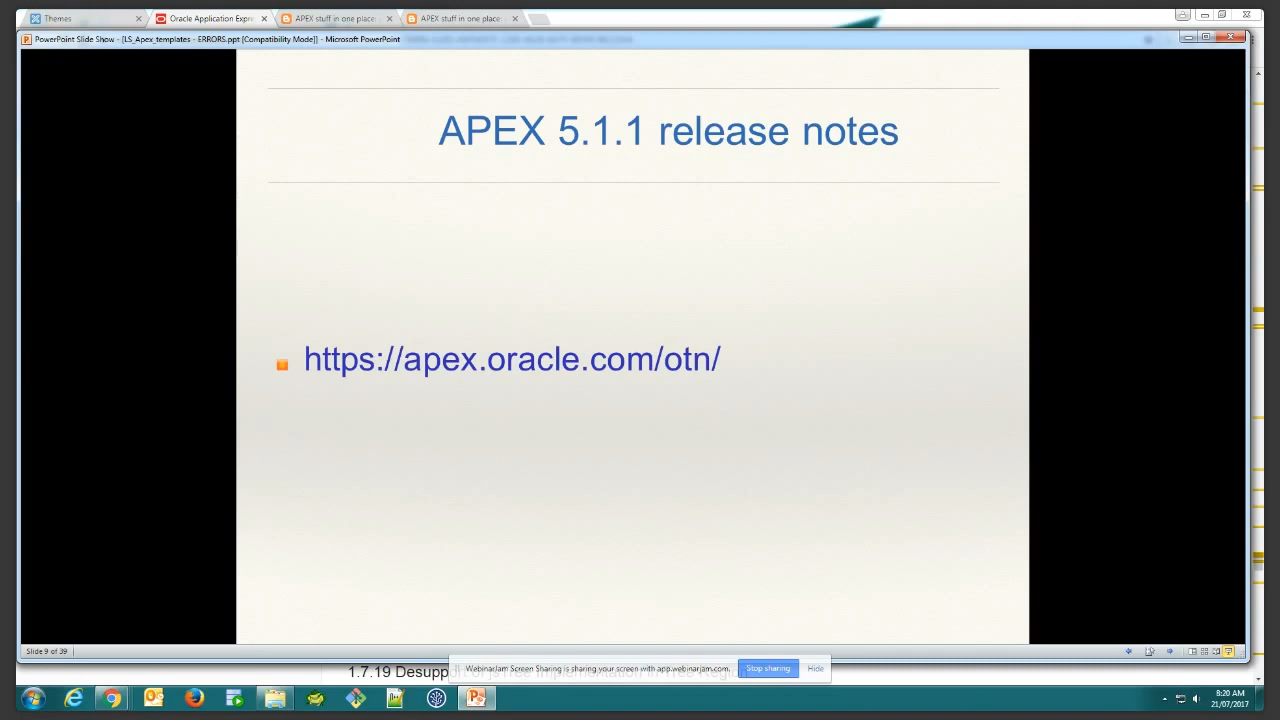 Themes
Oracle Application Expre
APEX stuff in one place:
APEX stuff in one place:
PowerPoint Slide Show - [LS_Apex_templates - ERRORS.ppt [Compatibility Mode]] - Microsoft PowerPoint
APEX 5.1.1 release notes
https://apex.oracle.com/otn/
Slide 9 of 39
WebinarJam Screen Sharing is sharing your screen with app.webinarjam.com.
Stop sharing
Hide
1.7.19 Desupp
8:20 AM
21/07/2017